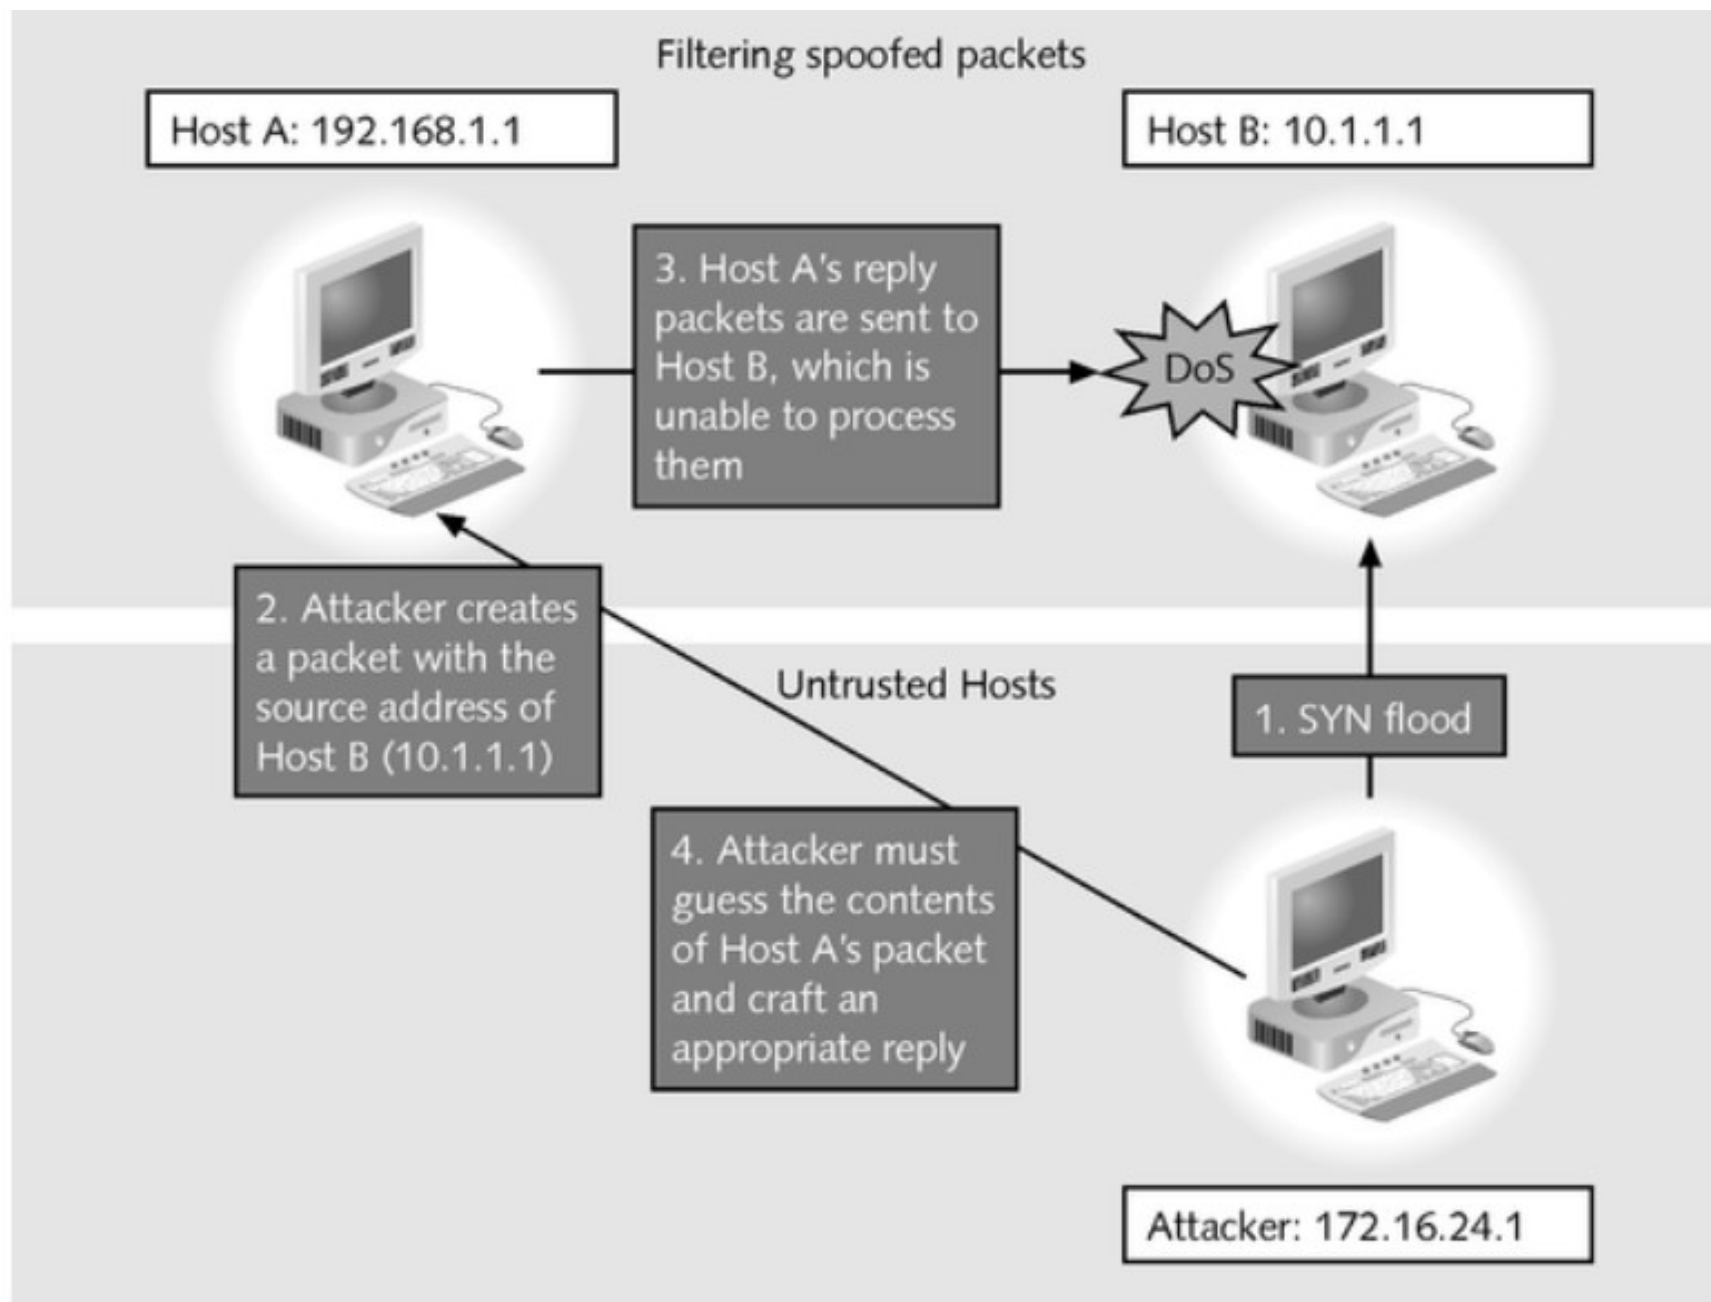 Filtering spoofed packets
Host A: 192.168.1.1
Host B: 10.1.1.1
3. Host A's reply
packets are sent to
Host B, which is
unable to process
them
DoS
2. Attacker creates
a packet with the
source address of
Host B (10.1.1.1)
Untrusted Hosts
1. SYN flood
4. Attacker must
guess the contents
of Host A's packet
and craft an
appropriate reply
Attacker: 172.16.24.1